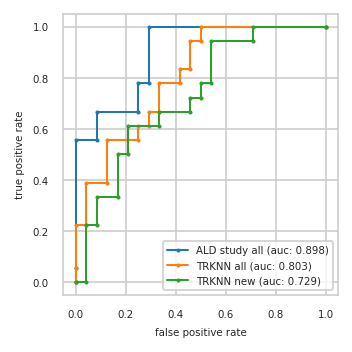 1.0
0.8
0.6
0.4
0.2
0.0
true positive rate
ALD study all (auc: 0.898)
TRKNN all (auc: 0.803)
TRKNN new (auc: 0.729)
0.0 0.2 0.4 0.6 0.8 1.0
false positive rate